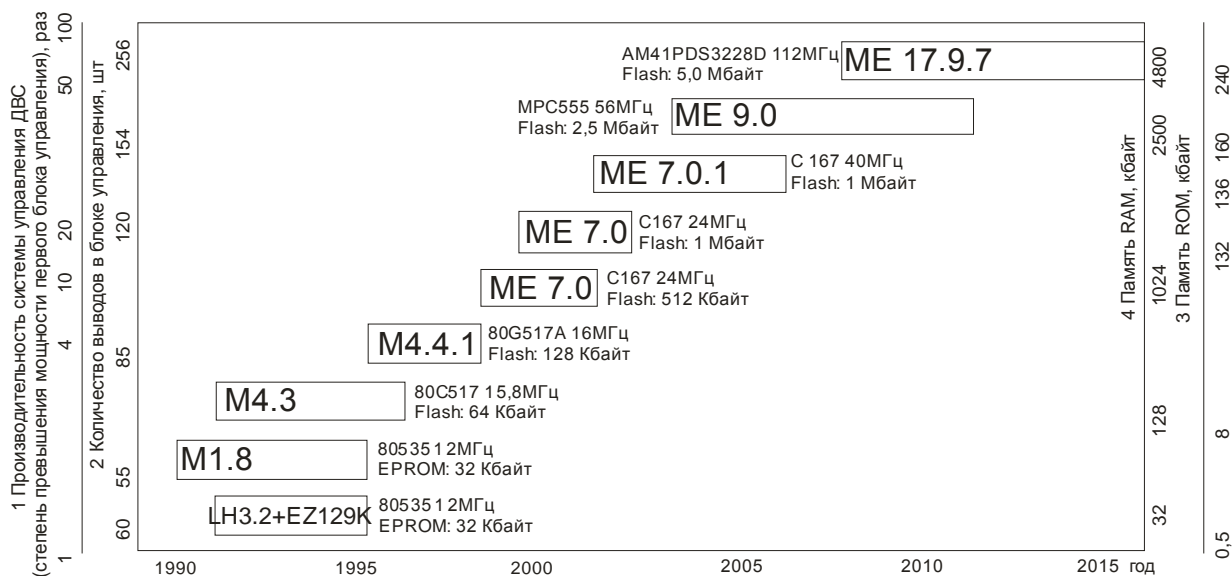 1 Производительность системы управления ДВС
(степень превышения мощности первого блока управления), раз
100
50
20
10
4
1
2 Количество выводов в блоке управления, шт
256
154
120
85
55
60
AM41PDS3228D 112МГц
Flash: 5,0 Мбайт
ME 17.9.7
MPC555 56МГц
Flash: 2,5 Мбайт
ME 9.0
ME 7.0.1
C 167 40МГц
Flash: 1 Мбайт
ME 7.0
C167 24МГц
Flash: 1 Мбайт
ME 7.0
C167 24МГц
Flash: 512 Кбайт
M4.4.1
80G517A 16МГц
Flash: 128 Кбайт
M4.3
80C517 15,8МГц
Flash: 64 Кбайт
M1.8
80535 12МГц
EPROM: 32 Кбайт
LH3.2+EZ129K
80535 12МГц
EPROM: 32 Кбайт
4 Память RAM, кбайт
4800
2500
1024
128
32
3 Память ROM, кбайт
240
160
136
132
8
0,5
1990
1995
2000
2005
2010
2015 год